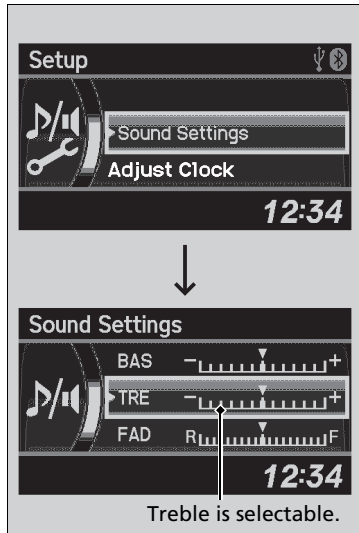 Setup
Sound Settings
Adjust Clock
12:34
Sound Settings
BAS - +
TRE - +
FAD R F
12:34
Treble is selectable.